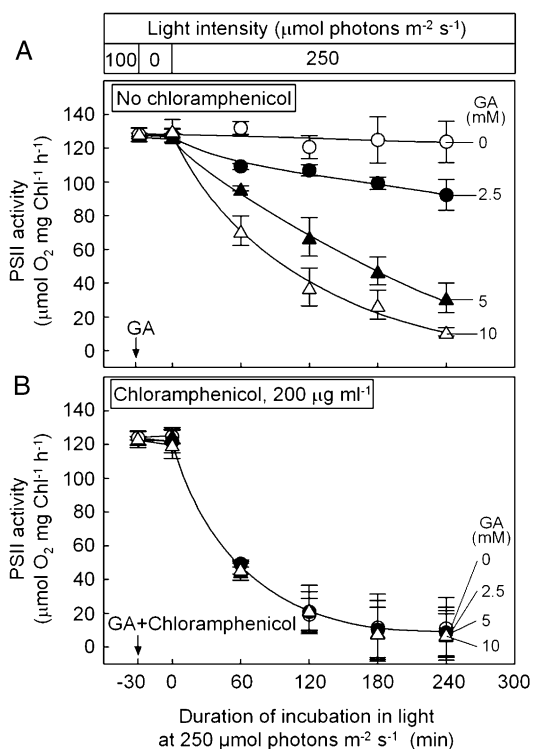 Light intensity (μmol photons m-2 s-1)
A
100 0 250
No chloramphenicol
GA
(mM)
140
120
100
80
60
40
20
0
PSII activity
(μmol O2 mg Chl-1 h-1)
0
2.5
5
10
GA
B
Chloramphenicol, 200 μg ml-1
140
120
100
80
60
40
20
0
PSII activity
(μmol O2 mg Chl-1 h-1)
GA
(mM)
0
2.5
5
10
GA+Chloramphenicol
-30 0 60 120 180 240 300
Duration of incubation in light
at 250 μmol photons m-2 s-1 (min)